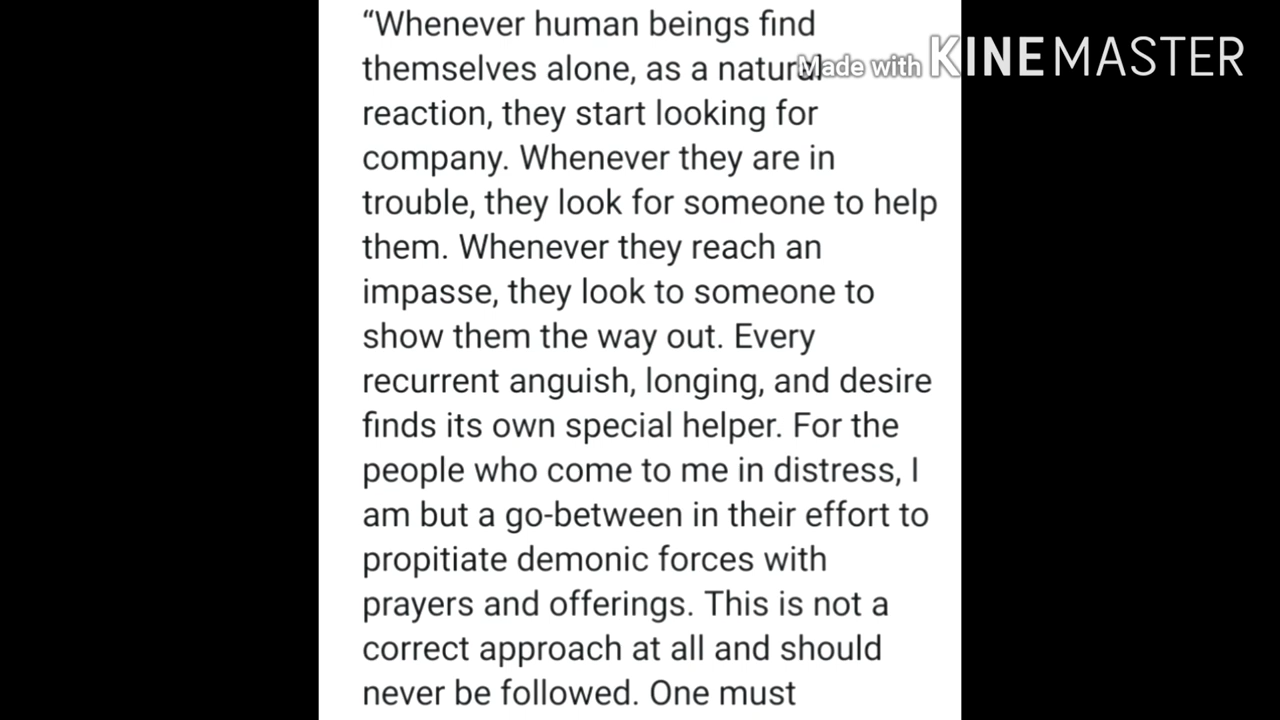 “Whenever human beings find
themselves alone, as a natural
Made with KINEMASTER
reaction, they start looking for
company. Whenever they are in
trouble, they look for someone to help
them. Whenever they reach an
impasse, they look to someone to
show them the way out. Every
recurrent anguish, longing, and desire
finds its own special helper. For the
people who come to me in distress, I
am but a go-between in their effort to
propitiate demonic forces with
prayers and offerings. This is not a
correct approach at all and should
never be followed. One must